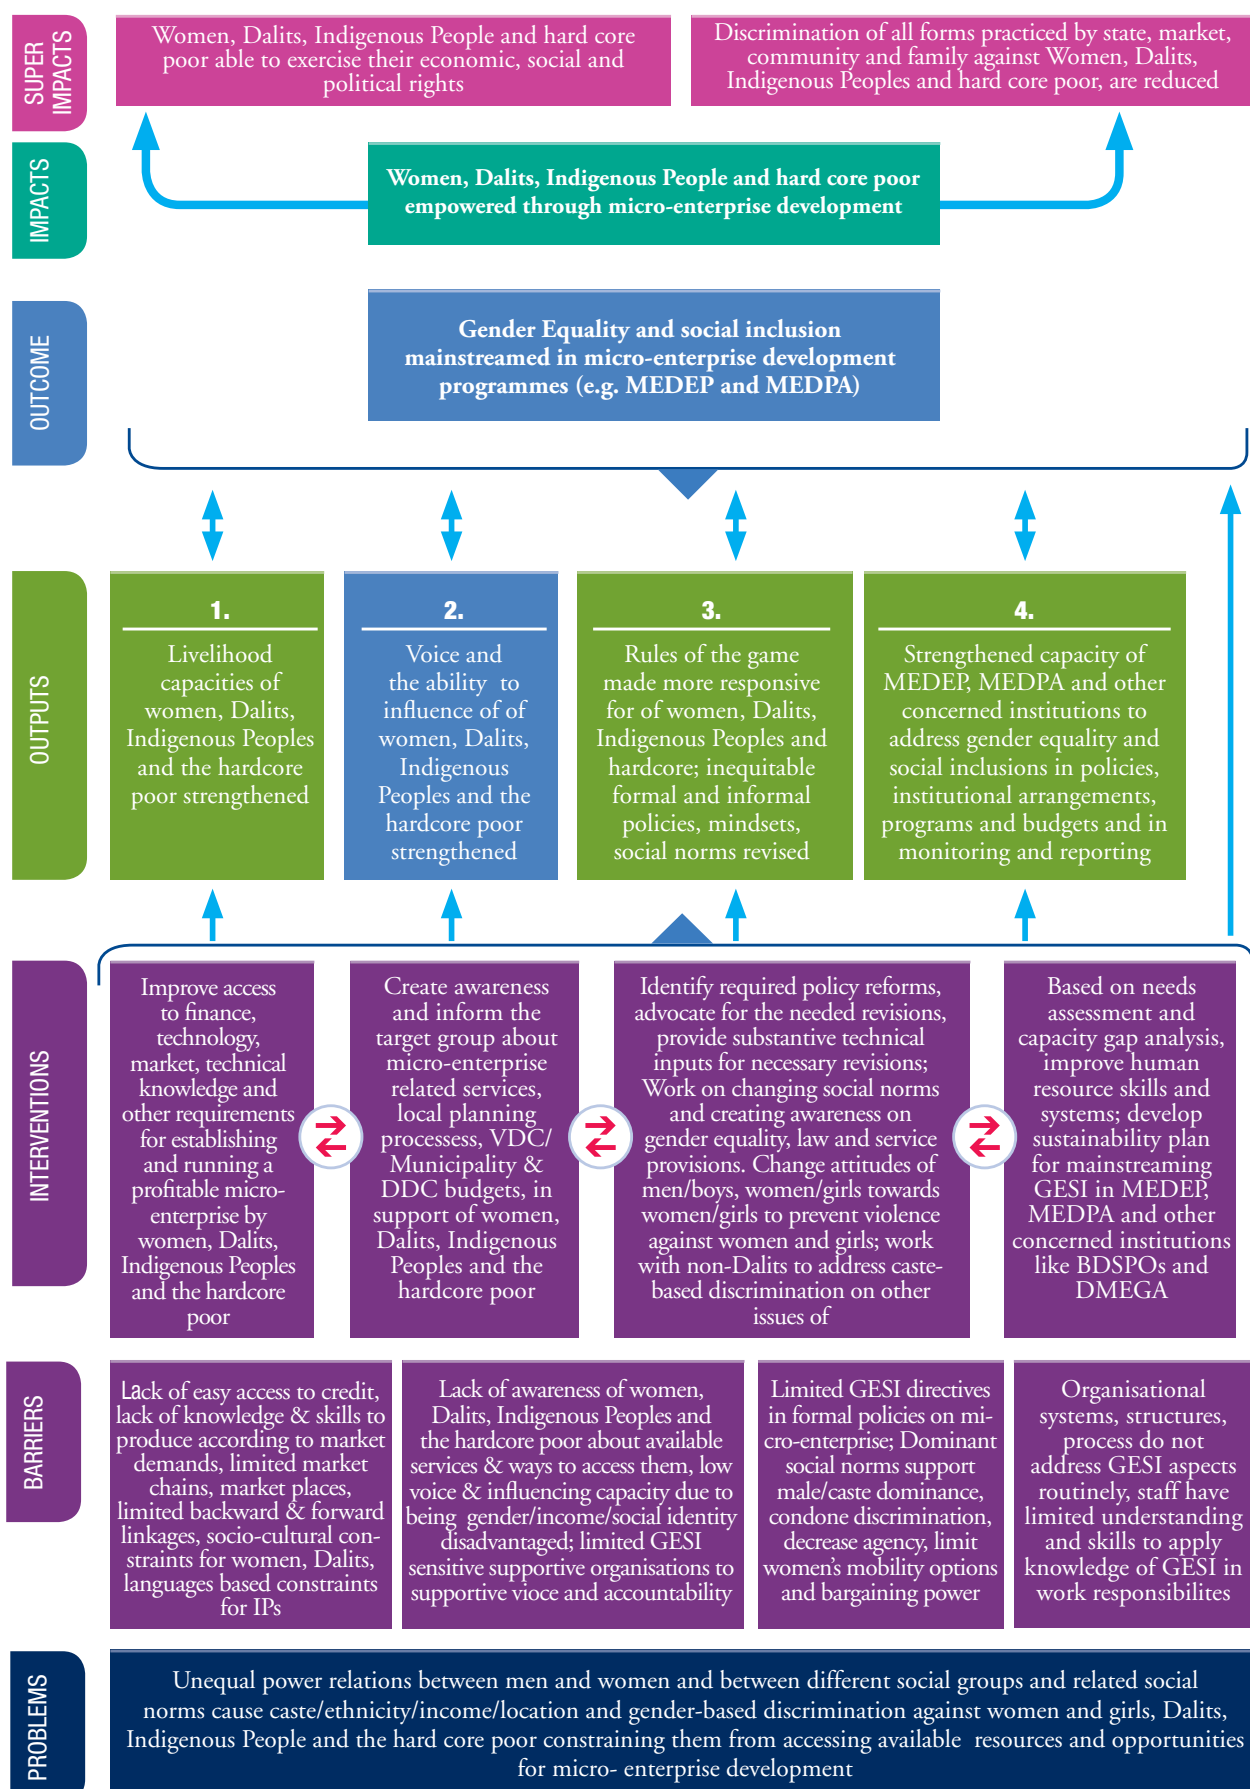 SUPER
IMPACTS
Women, Dalits, Indigenous People and hard core
poor able to exercise their economic, social and
political rights
Discrimination of all forms practiced by state, market,
community and family against Women, Dalits,
Indigenous Peoples and hard core poor, are reduced
IMPACTS
Women, Dalits, Indigenous People and hard core poor
empowered through micro-enterprise development
OUTCOME
Gender Equality and social inclusion
mainstreamed in micro-enterprise development
programmes (e.g. MEDEP and MEDPA)
OUTPUTS
1.
Livelihood
capacities of
women, Dalits,
Indigenous Peoples
and the hardcore
poor strengthened
2.
Voice and
the ability to
influence of of
women, Dalits,
Indigenous
Peoples and the
hardcore poor
strengthened
3.
Rules of the game
made more responsive
for of women, Dalits,
Indigenous Peoples and
hardcore; inequitable
formal and informal
policies, mindsets,
social norms revised
4.
Strengthened capacity of
MEDEP, MEDPA and other
concerned institutions to
address gender equality and
social inclusions in policies,
institutional arrangements,
programs and budgets and in
monitoring and reporting
INTERVENTIONS
Improve access
to finance,
technology,
market, technical
knowledge and
other requirements
for establishing
and running a
profitable micro-
enterprise by
women, Dalits,
Indigenous Peoples
and the hardcore
poor
Create awareness
and inform the
target group about
micro-enterprise
related services,
local planning
processess, VDC/
Municipality &
DDC budgets, in
support of women,
Dalits, Indigenous
Peoples and the
hardcore poor
Identify required policy reforms,
advocate for the needed revisions,
provide substantive technical
inputs for necessary revisions;
Work on changing social norms
and creating awareness on
gender equality, law and service
provisions. Change attitudes of
men/boys, women/girls towards
women/girls to prevent violence
against women and girls; work
with non-Dalits to address caste-
based discrimination on other
issues of
Based on needs
assessment and
capacity gap analysis,
improve human
resource skills and
systems; develop
sustainability plan
for mainstreaming
GESI in MEDEP,
MEDPA and other
concerned institutions
like BDSPOs and
DMEGA
BARRIERS
Lack of easy access to credit,
lack of knowledge & skills to
produce according to market
demands, limited market
chains, market places,
limited backward & forward
linkages, socio-cultural con-
straints for women, Dalits,
languages based constraints
for IPs
Lack of awareness of women,
Dalits, Indigenous Peoples and
the hardcore poor about available
services & ways to access them, low
voice & influencing capacity due to
being gender/income/social identity
disadvantaged; limited GESI
sensitive supportive organisations to
supportive vioce and accountability
Limited GESI directives
in formal policies on mi-
cro-enterprise; Dominant
social norms support
male/caste dominance,
condone discrimination,
decrease agency, limit
women's mobility options
and bargaining power
Organisational
systems, structures,
process do not
address GESI aspects
routinely, staff have
limited understanding
and skills to apply
knowledge of GESI in
work responsibilites
PROBLEMS
Unequal power relations between men and women and between different social groups and related social
norms cause caste/ethnicity/income/location and gender-based discrimination against women and girls, Dalits,
Indigenous People and the hard core poor constraining them from accessing available resources and opportunities
for micro- enterprise development